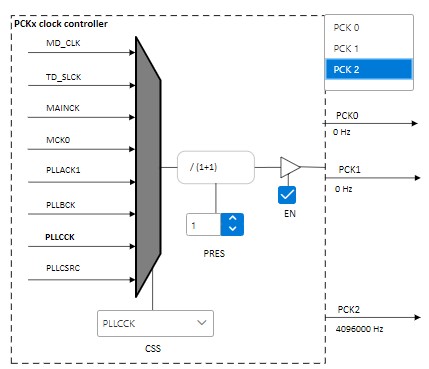 PCKx clock controller
PCK 0
PCK 1
PCK 2
MD_CLK
TD_SLCK
MAINCK
MCK0
PLLACK1
PLLBCK
PLLCCK
PLLCSRC
/ (1+1)
1
PRES
EN
PCK0
0 Hz
PCK1
0 Hz
PCK2
4096000 Hz
PLLCCK
CSS